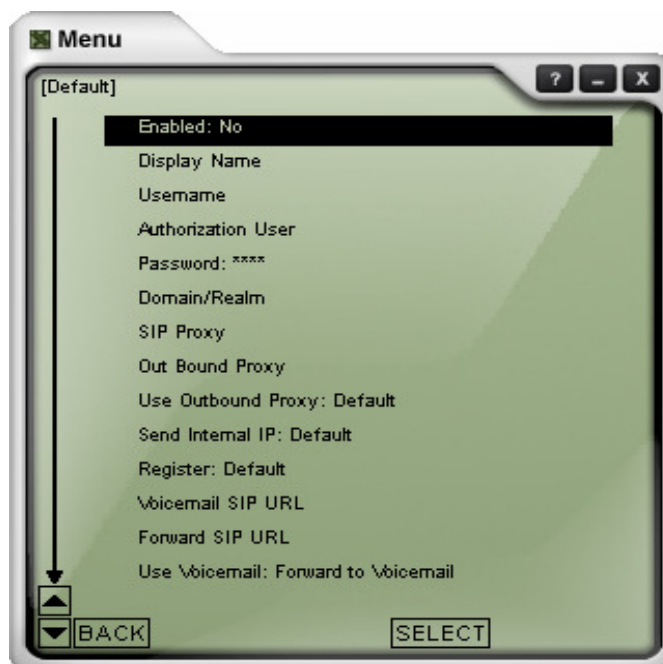 Menu
? – X
[Default]
Enabled: No
Display Name
Username
Authorization User
Password: ****
Domain/Realm
SIP Proxy
Out Bound Proxy
Use Outbound Proxy: Default
Send Internal IP: Default
Register: Default
Voicemail SIP URL
Forward SIP URL
Use Voicemail: Forward to Voicemail
BACK SELECT